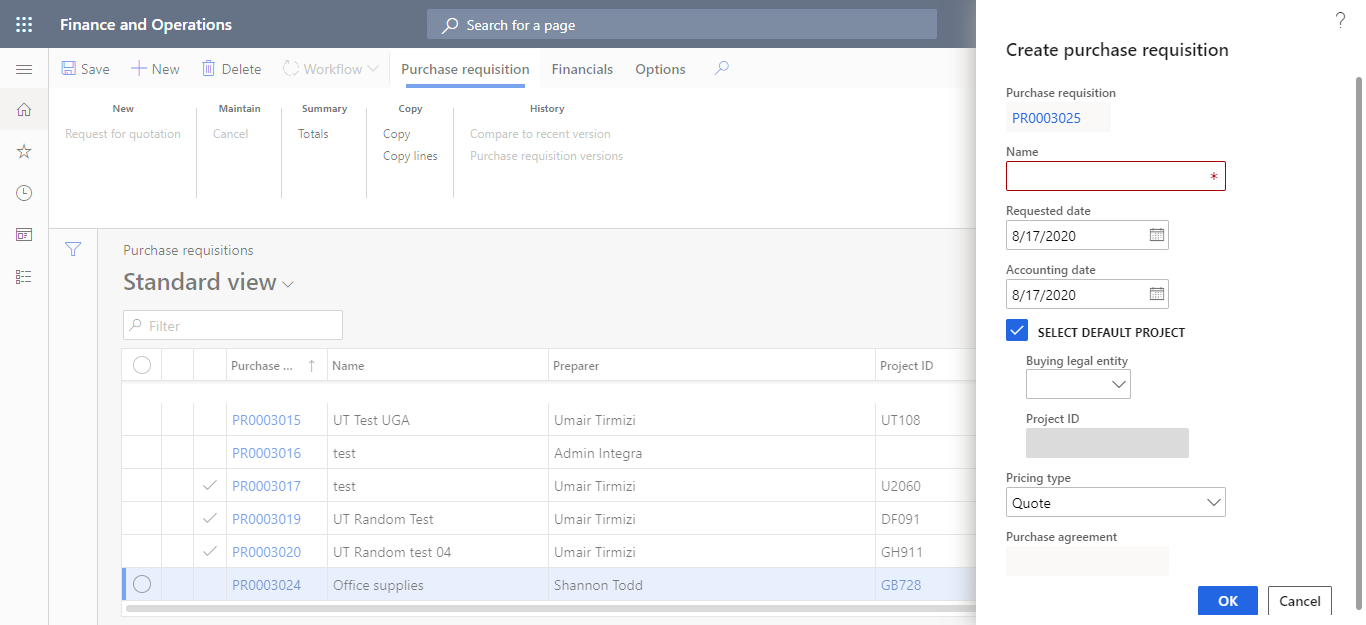 Finance and Operations
Search for a page
?
Save
New
Delete
Workflow
Purchase requisition
Financials
Options
New
Maintain
Summary
Copy
History
Request for quotation
Cancel
Totals
Copy
Compare to recent version
Copy lines
Purchase requisition versions
Purchase requisitions
Standard view
Filter
Purchase ... ↑ Name Preparer Project ID
PR0003015 UT Test UGA Umair Tirmizi UT108
PR0003016 test Admin Integra
PR0003017 test Umair Tirmizi U2060
PR0003019 UT Random Test Umair Tirmizi DF091
PR0003020 UT Random test 04 Umair Tirmizi GH911
PR0003024 Office supplies Shannon Todd GB728
Create purchase requisition
Purchase requisition
PR0003025
Name
*
Requested date
8/17/2020
Accounting date
8/17/2020
SELECT DEFAULT PROJECT
Buying legal entity
Project ID
Pricing type
Quote
Purchase agreement
OK
Cancel